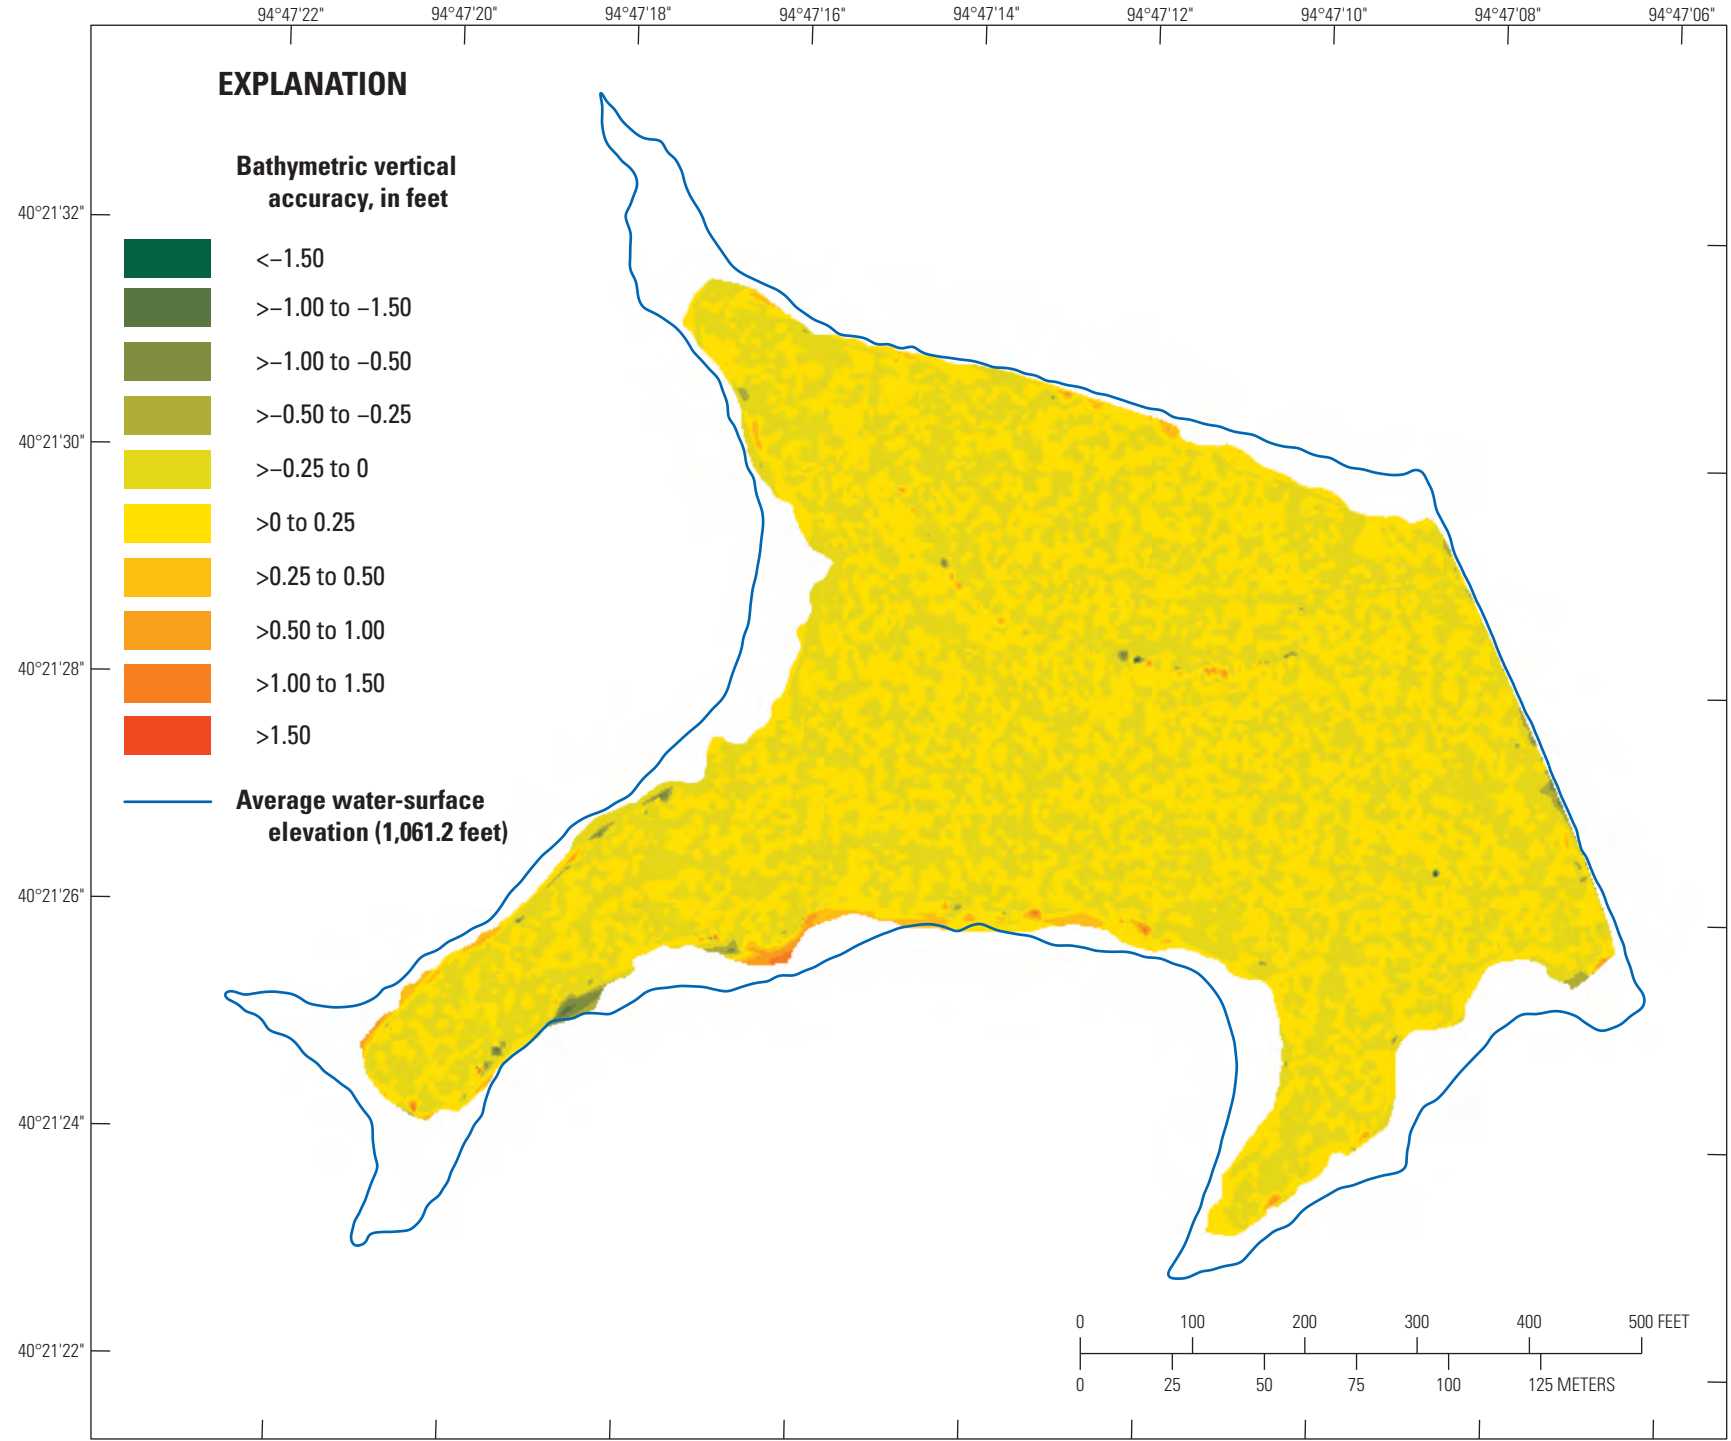 94°47'22" 94°47'20" 94°47'18" 94°47'16" 94°47'14" 94°47'12" 94°47'10" 94°47'08" 94°47'06"
EXPLANATION
Bathymetric vertical
accuracy, in feet
<–1.50
>–1.00 to –1.50
>–1.00 to –0.50
>–0.50 to –0.25
>–0.25 to 0
>0 to 0.25
>0.25 to 0.50
>0.50 to 1.00
>1.00 to 1.50
>1.50
Average water-surface
elevation (1,061.2 feet)
40°21'32"
40°21'30"
40°21'28"
40°21'26"
40°21'24"
40°21'22"
0 100 200 300 400 500 FEET
0 25 50 75 100 125 METERS